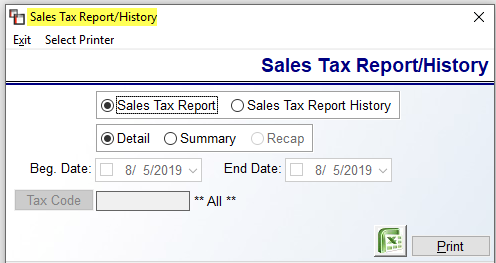 Sales Tax Report/History
Exit Select Printer
Sales Tax Report/History
Sales Tax Report Sales Tax Report History
Detail Summary Recap
Beg. Date: 8/ 5/2019 End Date: 8/ 5/2019
Tax Code ** All **
Print